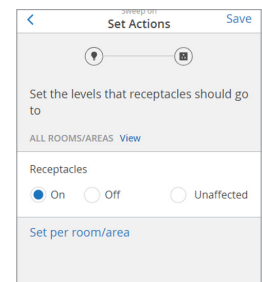 Sweep on
Set Actions
Save
Set the levels that receptacles should go
to
ALL ROOMS/AREAS View
Receptacles
On Off Unaffected
Set per room/area